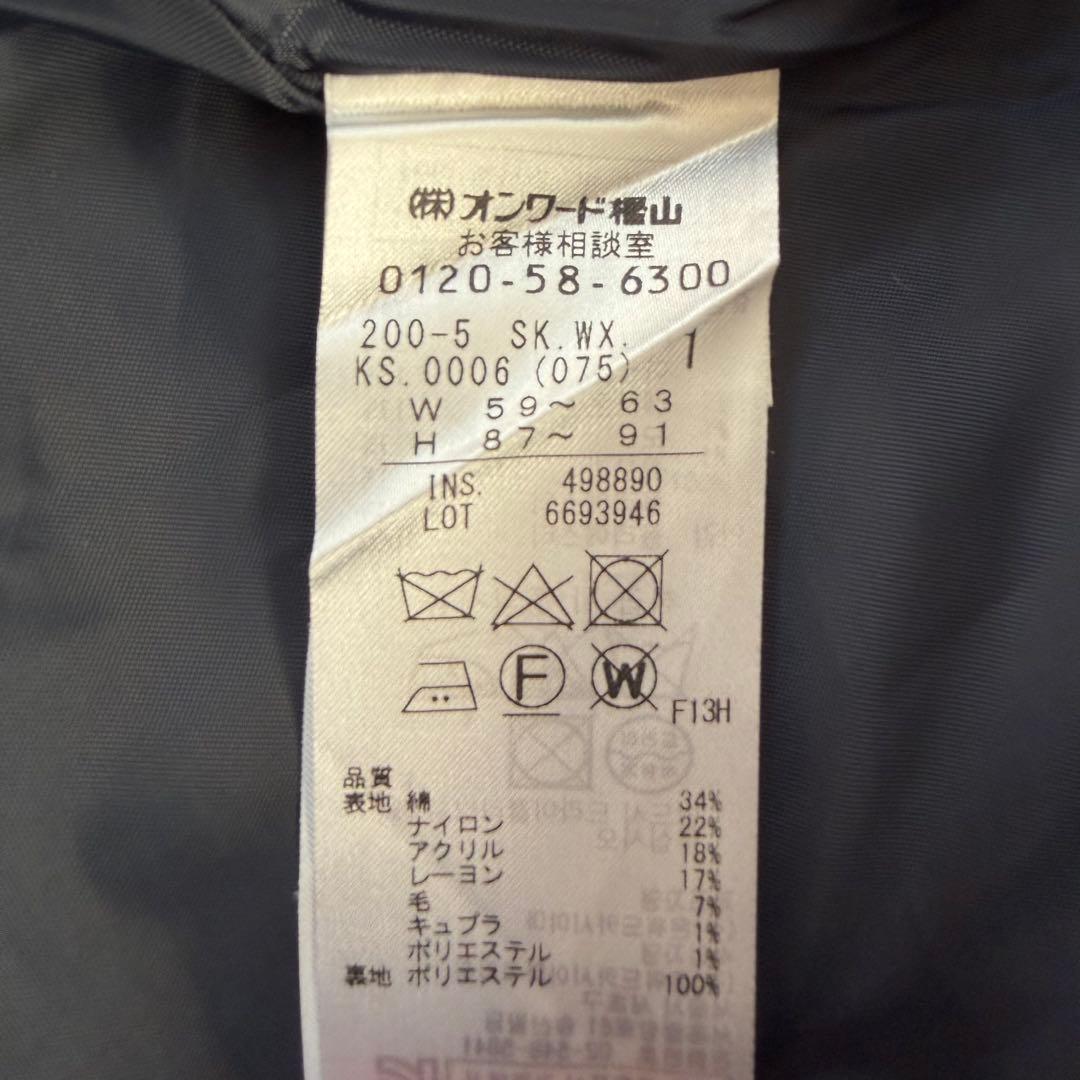 (株)オンワード樫山
お客様相談室
0120-58-6300
200-5 SK.WX. 1
KS.0006 (075)
W 59～ 63
H 87～ 91
INS. 498890
LOT 6693946
F
W
F13H
品質
表地 綿 34%
ナイロン 22%
アクリル 18%
レーヨン 17%
毛 7%
キュプラ 1%
ポリエステル 1%
裏地 ポリエステル 100%